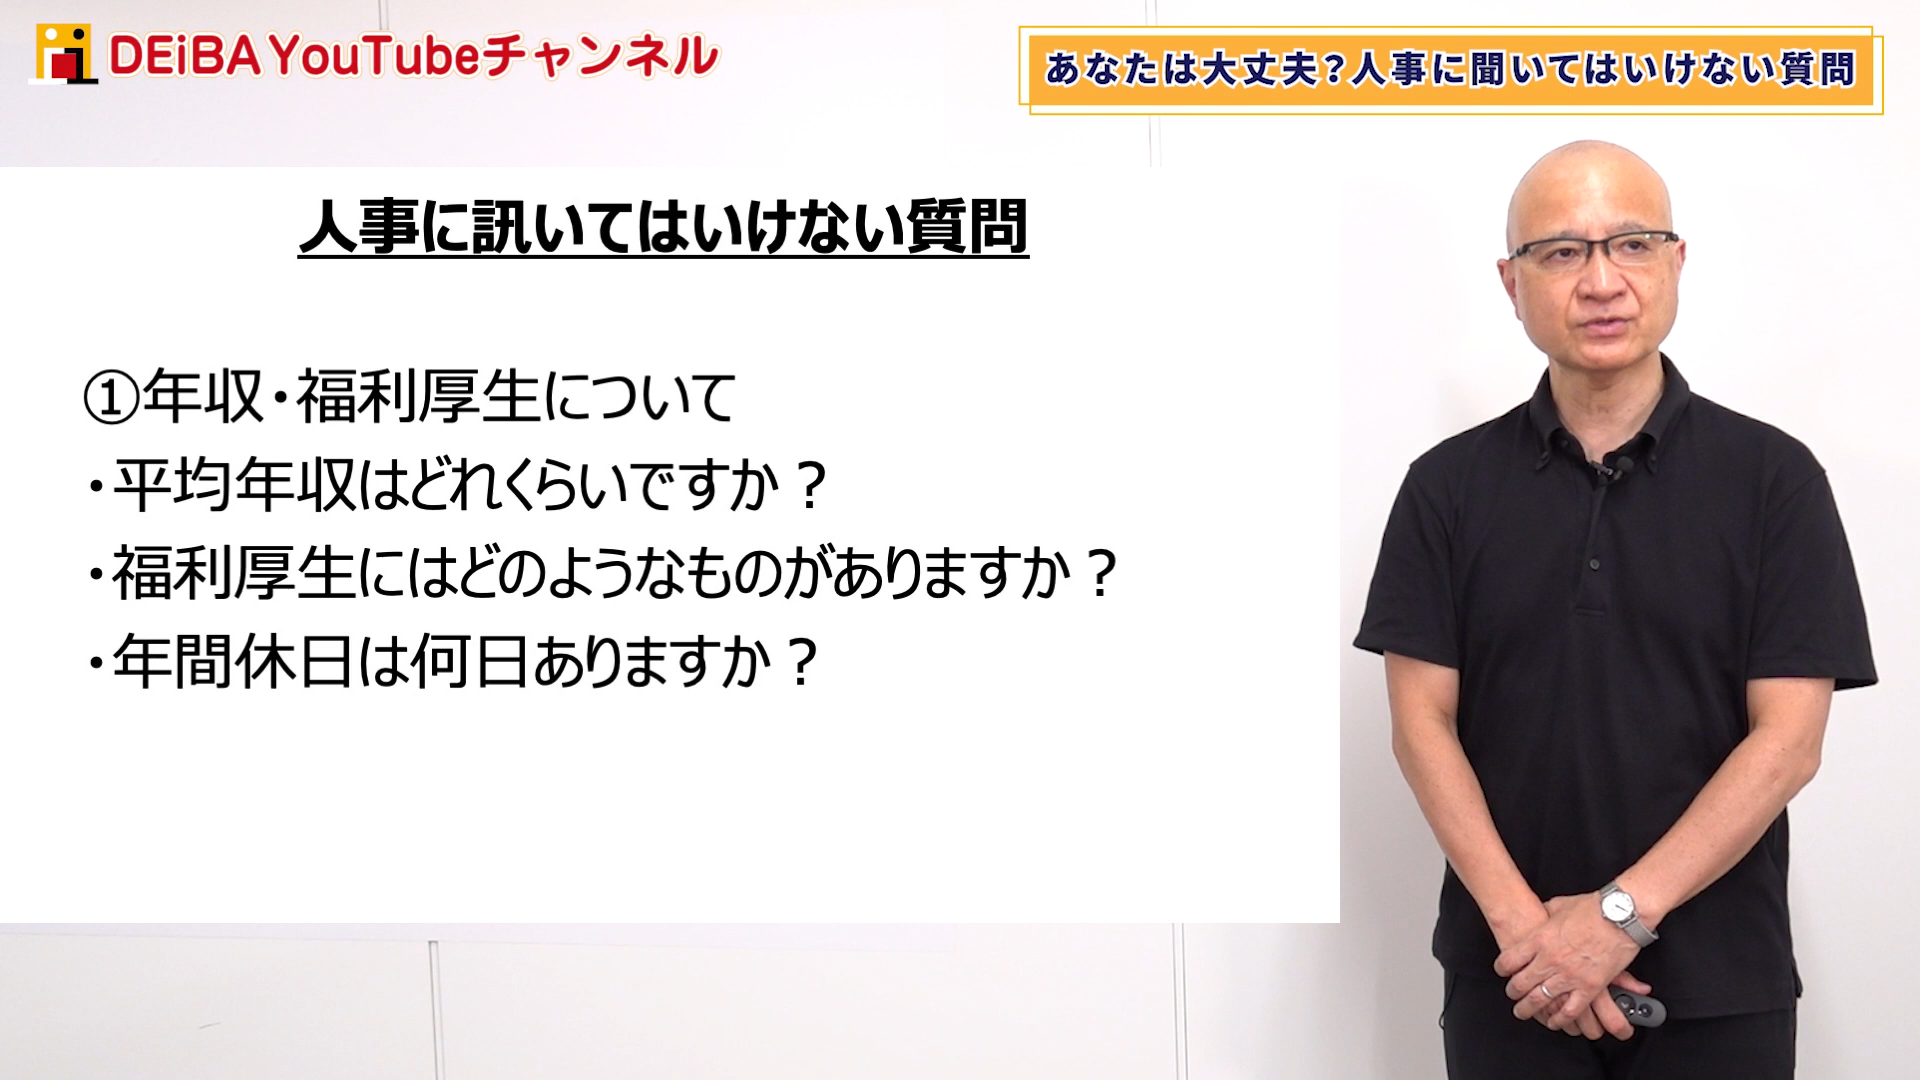 DEiBA YouTubeチャンネル
あなたは大丈夫？人事に聞いてはいけない質問
人事に訊いてはいけない質問
①年収・福利厚生について
・平均年収はどれくらいですか？
・福利厚生にはどのようなものがありますか？
・年間休日は何日ありますか？